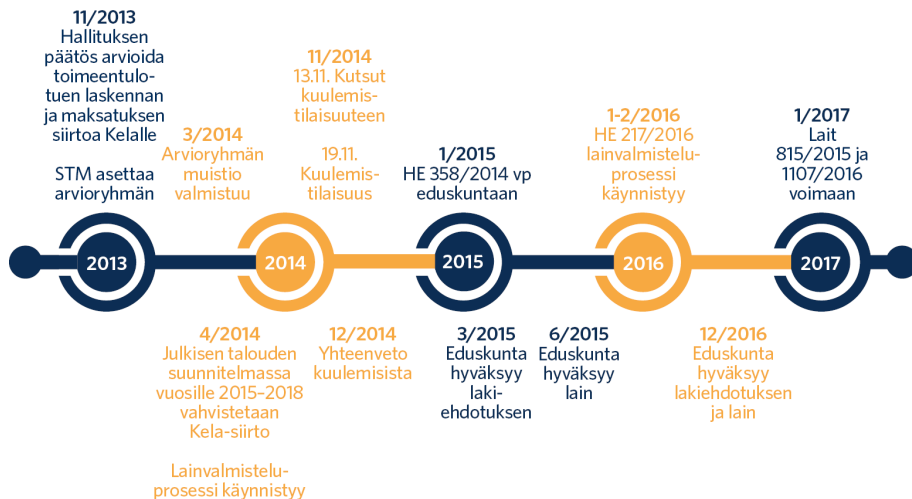 11/2013
Hallituksen
päätös arvioida
toimeentulo-
tuen laskennan
ja maksatuksen
siirtoa Kelalle
STM asettaa
arvioryhmän
3/2014
Arvioryhmän
muistio
valmistuu
11/2014
13.11. Kutsut
kuulemis-
tilaisuuteen
19.11.
Kuulemis-
tilaisuus
1/2015
HE 358/2014 vp
eduskuntaan
1-2/2016
HE 217/2016
lainvalmistelu-
prosessi
käynnistyy
1/2017
Lait
815/2015 ja
1107/2016
voimaan
2013
2014
2015
2016
2017
4/2014
Julkisen talouden
suunnitelmassa
vuosille 2015–2018
vahvistetaan
Kela-siirto
Lainvalmistelu-
prosessi käynnistyy
12/2014
Yhteenveto
kuulemisista
3/2015
Eduskunta
hyväksyy
laki-
ehdotuksen
6/2015
Eduskunta
hyväksyy
lain
12/2016
Eduskunta
hyväksyy
lakiehdotuksen
ja lain